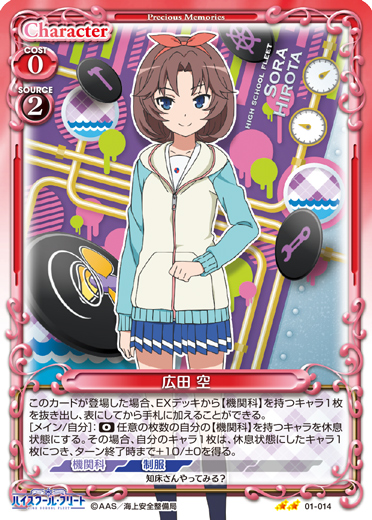 Precious Memories
Character
COST
0
SOURCE
2
HIGH SCHOOL FLEET
SORA
HIROTA
広田 空
このカードが登場した場合、EXデッキから【機関科】を持つキャラ1枚
を抜き出し、表にしてから手札に加えることができる。
[メイン/自分]:任意の枚数の自分の【機関科】を持つキャラを休息
状態にする。その場合、自分のキャラ1枚は、休息状態にしたキャラ1
枚につき、ターン終了時まで+10/±0を得る。
機関科 制服
知床さんやってみる?
ハイスクール・フリート
©AAS/海上安全整備局
01-014